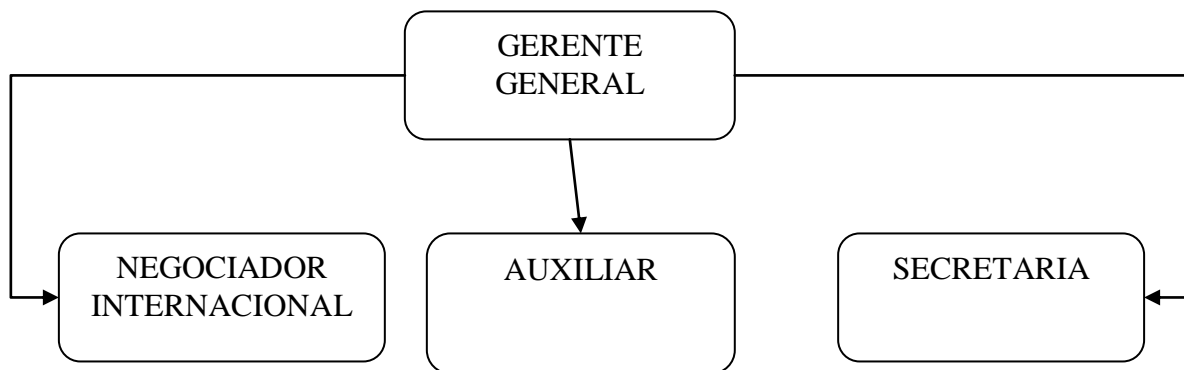 GERENTE
GENERAL
NEGOCIADOR
INTERNACIONAL
AUXILIAR
SECRETARIA